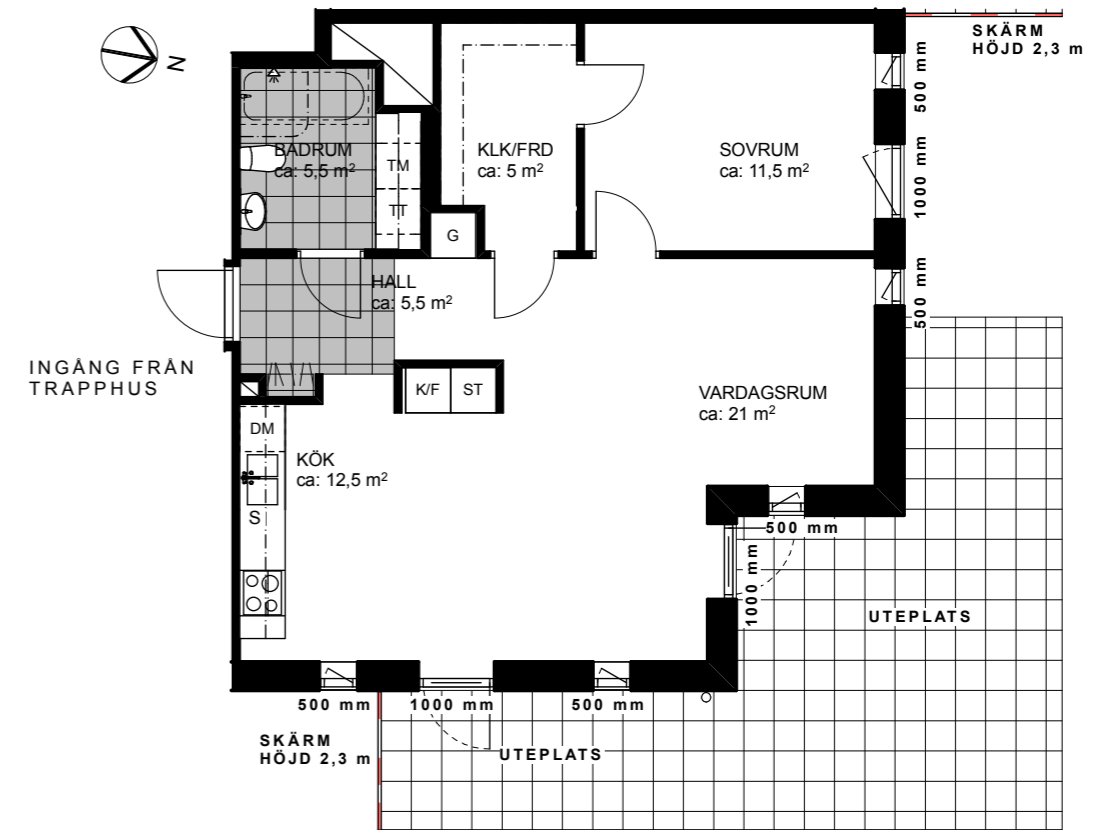 SKÄRM
HÖJD 2,3 m
N
500 mm
BADRUM
ca: 5,5 m²
TM
TT
KLK/FRD
ca: 5 m²
SOVRUM
ca: 11,5 m²
1000 mm
G
HALL
ca: 5,5 m²
500 mm
INGÅNG FRÅN
TRAPPHUS
K/F
ST
VARDAGSRUM
ca: 21 m²
DM
KÖK
ca: 12,5 m²
S
500 mm
1000 mm
UTEPLATS
500 mm
1000 mm
500 mm
SKÄRM
HÖJD 2,3 m
UTEPLATS